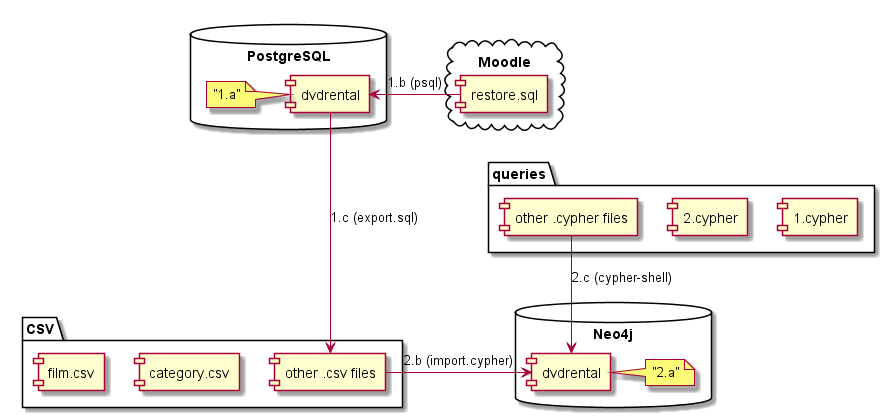 PostgreSQL
Moodle
"1.a"
dvdrental
1.b (psql)
restore.sql
queries
other .cypher files
2.cypher
1.cypher
1.c (export.sql)
2.c (cypher-shell)
CSV
film.csv
category.csv
other .csv files
2.b (import.cypher)
Neo4j
dvdrental
"2.a"